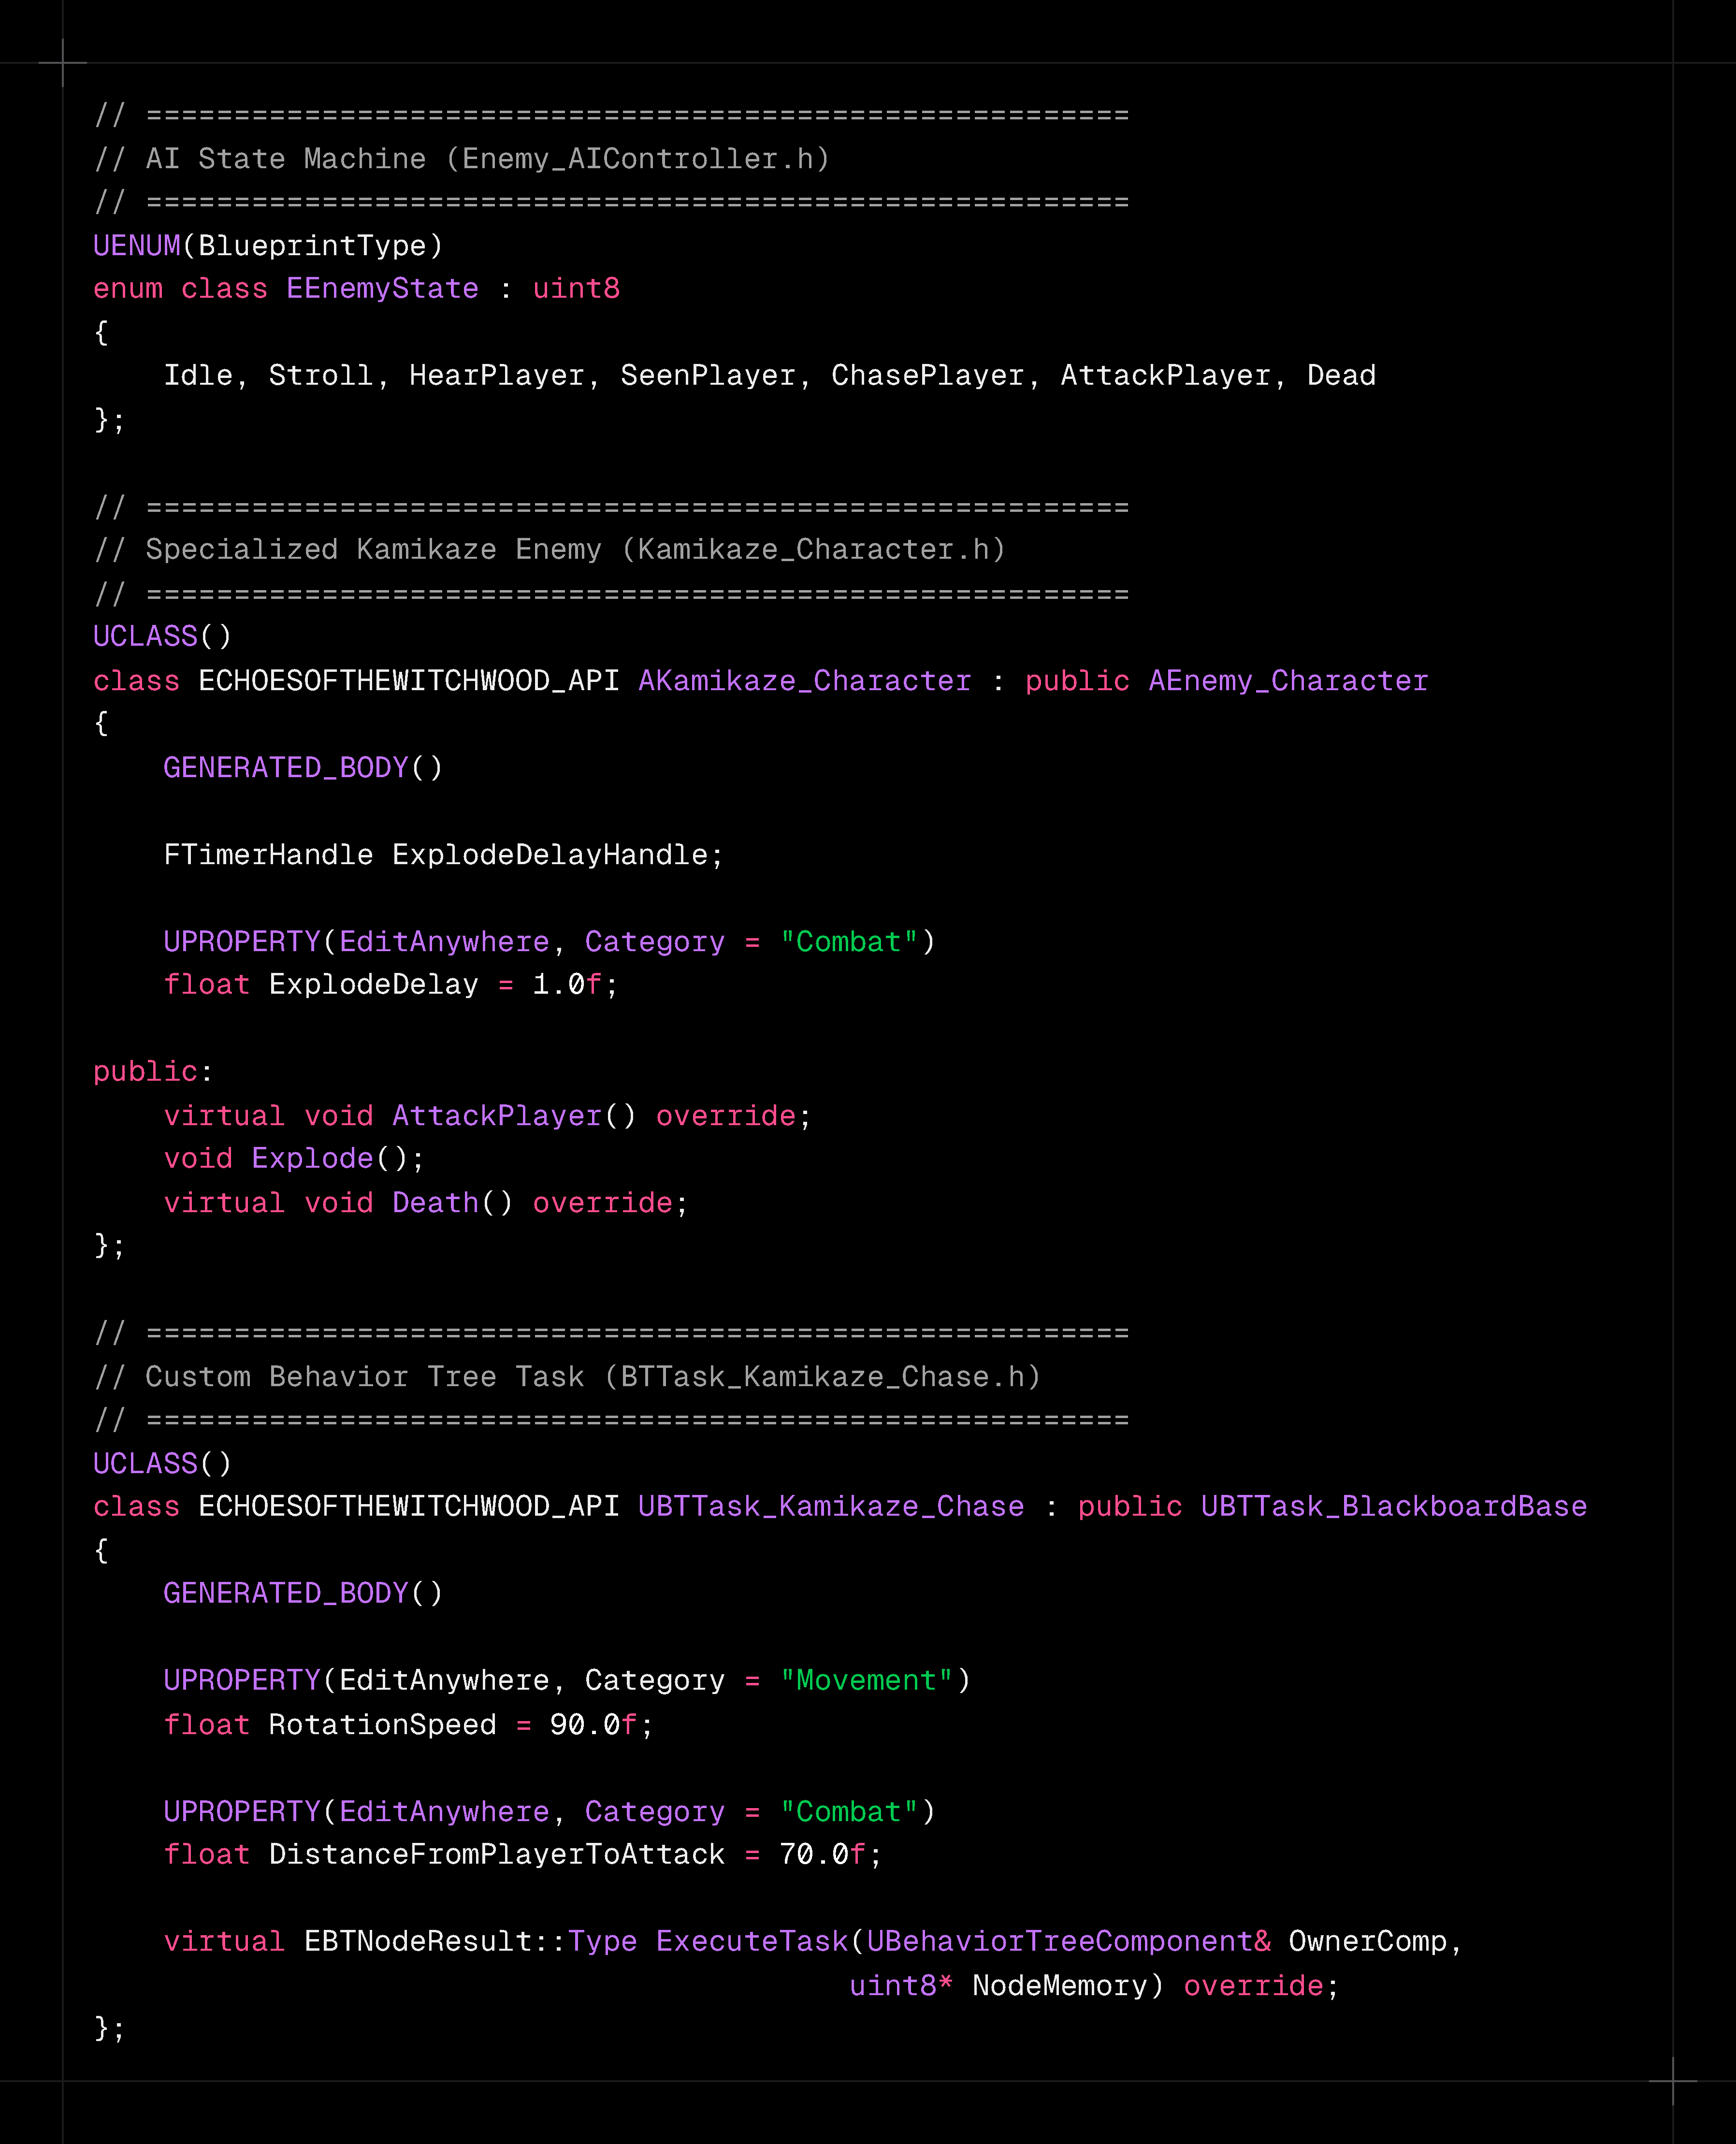 // ========================================================
// AI State Machine (Enemy_AIController.h)
// ========================================================
UENUM(BlueprintType)
enum class EEnemyState : uint8
{
    Idle, Stroll, HearPlayer, SeenPlayer, ChasePlayer, AttackPlayer, Dead
};

// ========================================================
// Specialized Kamikaze Enemy (Kamikaze_Character.h)
// ========================================================
UCLASS()
class ECHOESOFTHEWITCHWOOD_API AKamikaze_Character : public AEnemy_Character
{
    GENERATED_BODY()

    FTimerHandle ExplodeDelayHandle;

    UPROPERTY(EditAnywhere, Category = "Combat")
    float ExplodeDelay = 1.0f;

public:
    virtual void AttackPlayer() override;
    void Explode();
    virtual void Death() override;
};

// ========================================================
// Custom Behavior Tree Task (BTTask_Kamikaze_Chase.h)
// ========================================================
UCLASS()
class ECHOESOFTHEWITCHWOOD_API UBTTask_Kamikaze_Chase : public UBTTask_BlackboardBase
{
    GENERATED_BODY()

    UPROPERTY(EditAnywhere, Category = "Movement")
    float RotationSpeed = 90.0f;

    UPROPERTY(EditAnywhere, Category = "Combat")
    float DistanceFromPlayerToAttack = 70.0f;

    virtual EBTNodeResult::Type ExecuteTask(UBehaviorTreeComponent& OwnerComp,
                                           uint8* NodeMemory) override;
};